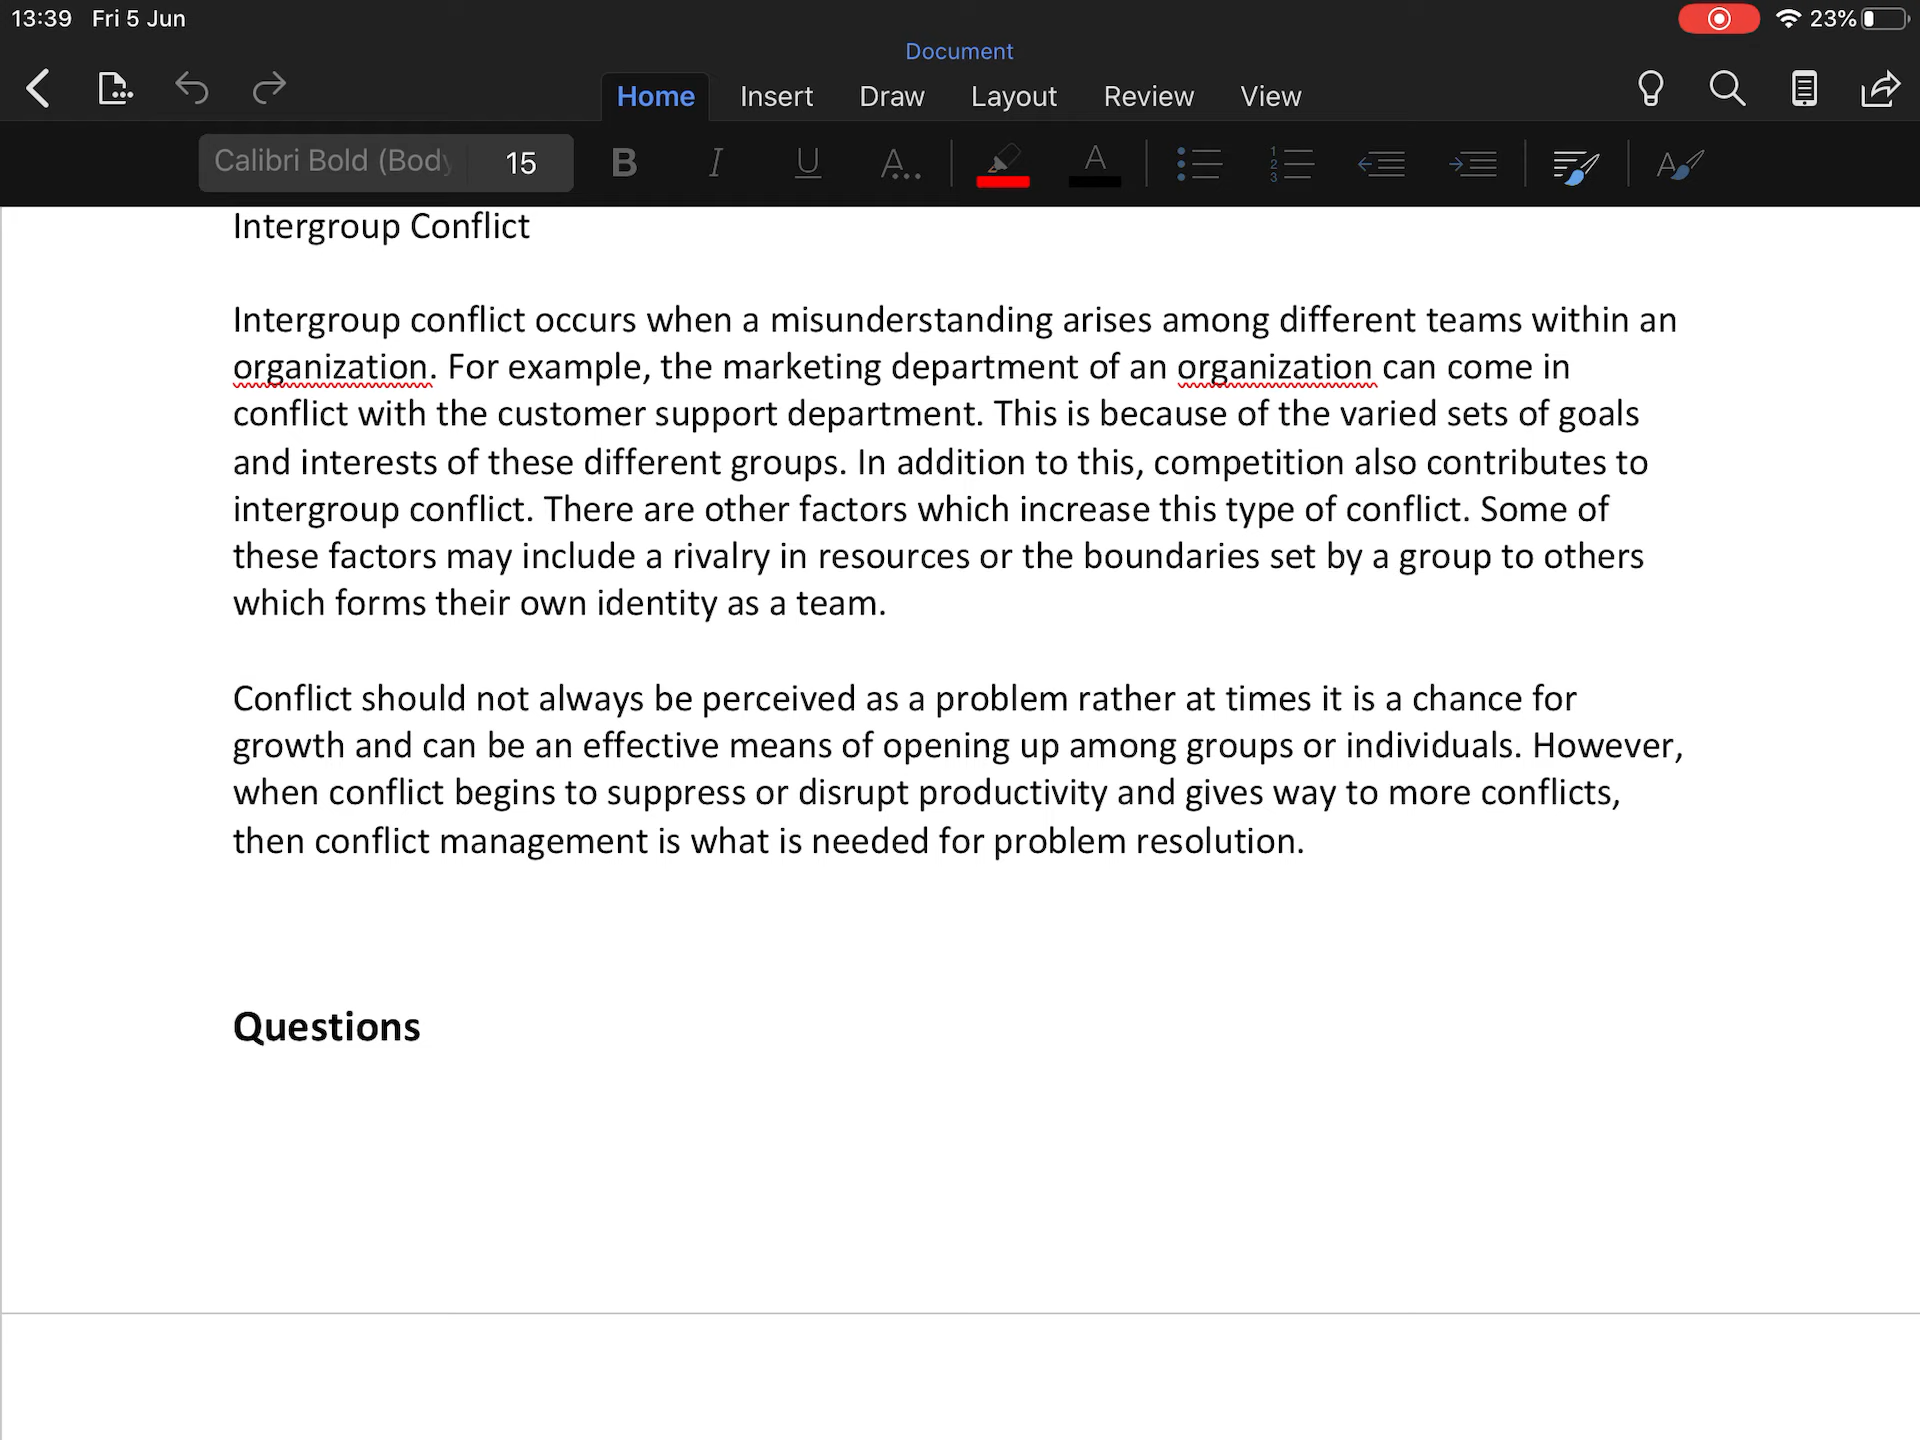 13:39 Fri 5 Jun
23%
Document
Home Insert Draw Layout Review View
Calibri Bold (Body 15 B I U A... A 1 2 3 A
Intergroup Conflict
Intergroup conflict occurs when a misunderstanding arises among different teams within an
organization. For example, the marketing department of an organization can come in
conflict with the customer support department. This is because of the varied sets of goals
and interests of these different groups. In addition to this, competition also contributes to
intergroup conflict. There are other factors which increase this type of conflict. Some of
these factors may include a rivalry in resources or the boundaries set by a group to others
which forms their own identity as a team.
Conflict should not always be perceived as a problem rather at times it is a chance for
growth and can be an effective means of opening up among groups or individuals. However,
when conflict begins to suppress or disrupt productivity and gives way to more conflicts,
then conflict management is what is needed for problem resolution.
Questions